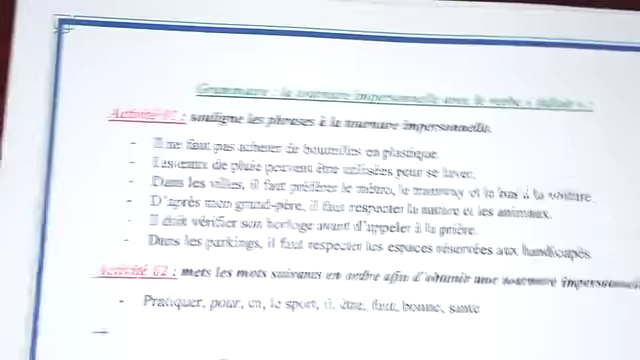 Grammaire : la tournure impersonnelle avec le verbe « falloir » :
Activité 01 : souligne les phrases à la tournure impersonnelle.
- Il ne faut pas acheter de bouteilles en plastique.
- Les eaux de pluie peuvent être utilisées pour se laver.
- Dans les villes, il faut préférer le métro, le tramway et le bus à la voiture.
- D'après mon grand-père, il faut respecter la nature et les animaux.
- Il doit vérifier son horloge avant d'appeler à la prière.
- Dans les parkings, il faut respecter les espaces réservées aux handicapés.
Activité 02 : mets les mots suivants en ordre afin d'obtenir une tournure
- Pratiquer, pour, en, le sport, il, être, faut, bonne, santé